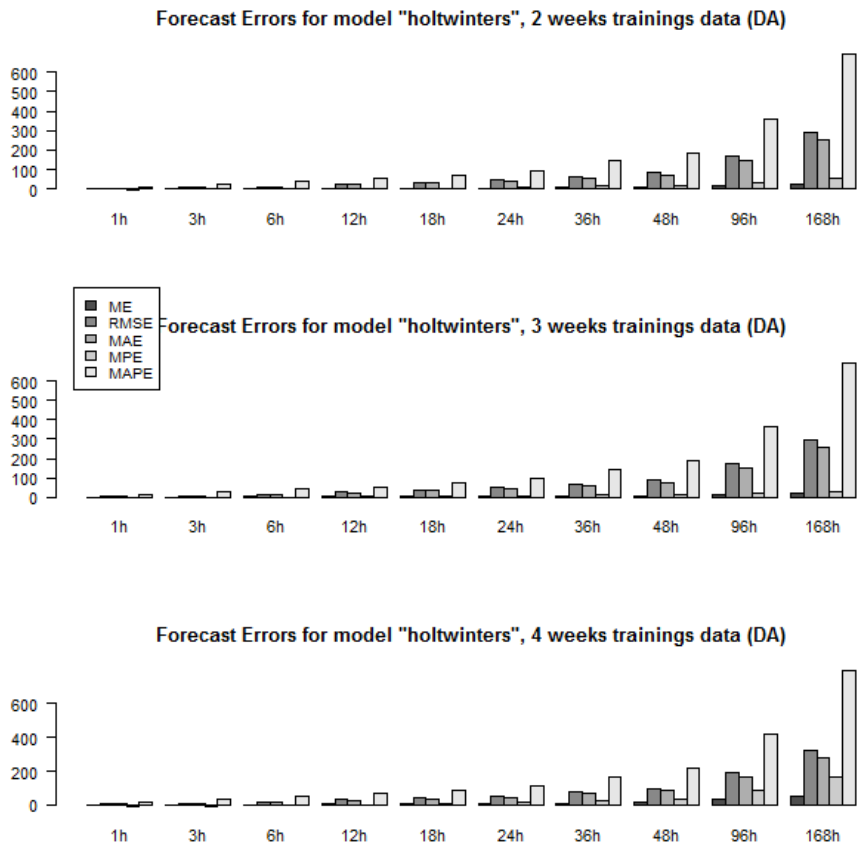 Forecast Errors for model "holtwinters", 2 weeks trainings data (DA)
600
500
400
300
200
100
0
1h 3h 6h 12h 18h 24h 36h 48h 96h 168h
ME
RMSE
MAE
MPE
MAPE
Forecast Errors for model "holtwinters", 3 weeks trainings data (DA)
600
500
400
300
200
100
0
1h 3h 6h 12h 18h 24h 36h 48h 96h 168h
Forecast Errors for model "holtwinters", 4 weeks trainings data (DA)
600
400
200
0
1h 3h 6h 12h 18h 24h 36h 48h 96h 168h